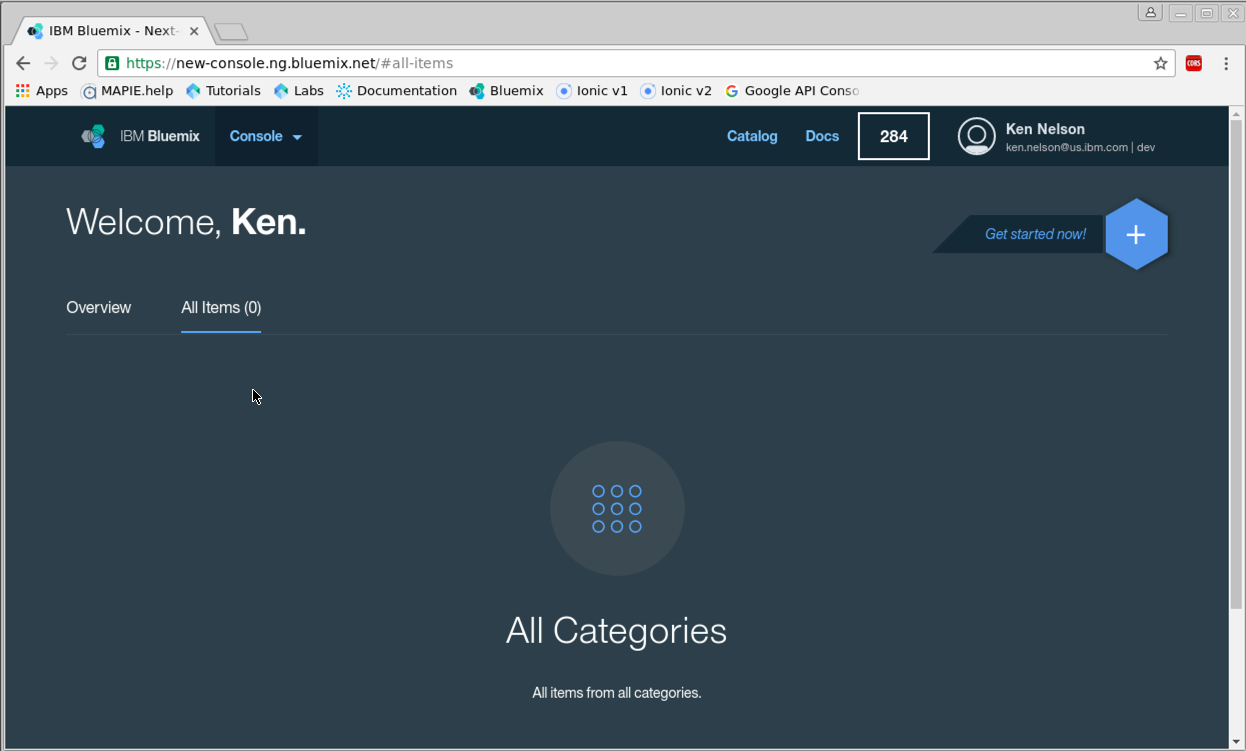 IBM Bluemix - Next-
https://new-console.ng.bluemix.net/#all-items
CORS
Apps MAPIE.help Tutorials Labs Documentation Bluemix Ionic v1 Ionic v2 Google API Conso
IBM Bluemix Console Catalog Docs 284 Ken Nelson
ken.nelson@us.ibm.com | dev
Welcome, Ken.
Get started now!
Overview All Items (0)
All Categories
All items from all categories.